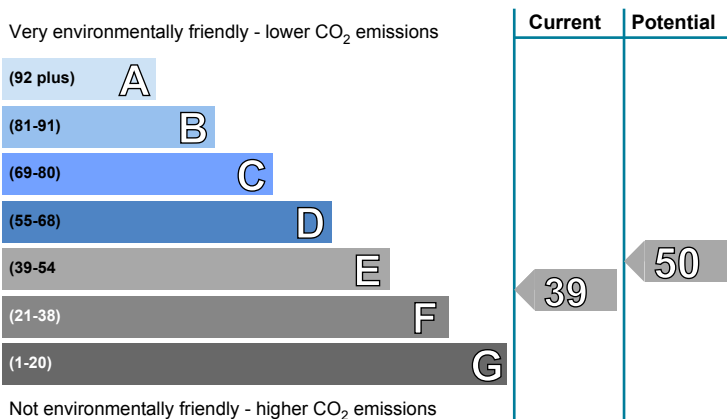 Very environmentally friendly - lower CO₂ emissions
Current
Potential
(92 plus) A
(81-91) B
(69-80) C
(55-68) D
(39-54 E
(21-38) F
(1-20) G
39
50
Not environmentally friendly - higher CO₂ emissions